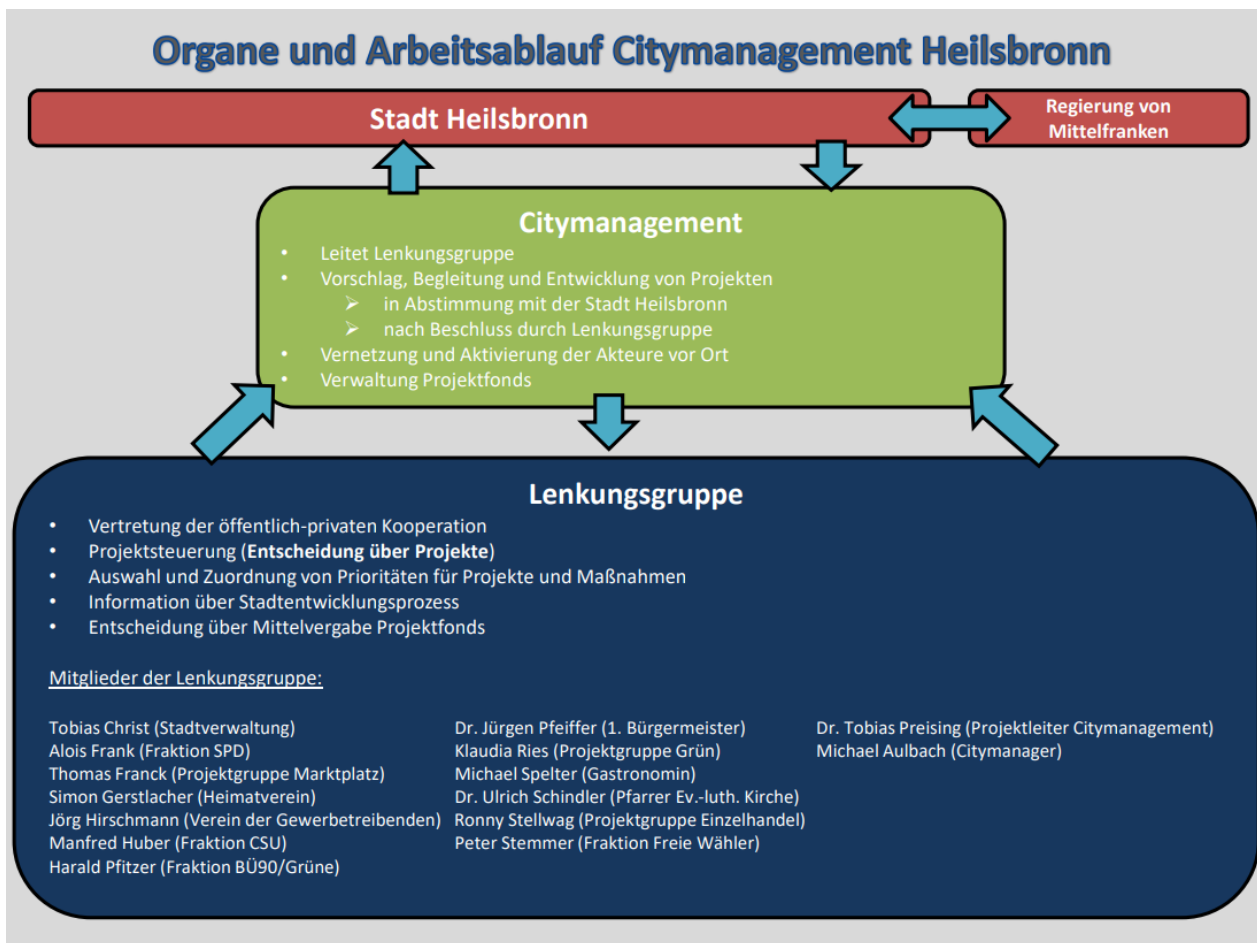 Organe und Arbeitsablauf Citymanagement Heilsbronn
Stadt Heilsbronn
Regierung von
Mittelfranken
Citymanagement
• Leitet Lenkungsgruppe
• Vorschlag, Begleitung und Entwicklung von Projekten
➢ in Abstimmung mit der Stadt Heilsbronn
➢ nach Beschluss durch Lenkungsgruppe
• Vernetzung und Aktivierung der Akteure vor Ort
• Verwaltung Projektfonds
Lenkungsgruppe
• Vertretung der öffentlich-privaten Kooperation
• Projektsteuerung (Entscheidung über Projekte)
• Auswahl und Zuordnung von Prioritäten für Projekte und Maßnahmen
• Information über Stadtentwicklungsprozess
• Entscheidung über Mittelvergabe Projektfonds
Mitglieder der Lenkungsgruppe:
Tobias Christ (Stadtverwaltung)
Alois Frank (Fraktion SPD)
Thomas Franck (Projektgruppe Marktplatz)
Simon Gerstlacher (Heimatverein)
Jörg Hirschmann (Verein der Gewerbetreibenden)
Manfred Huber (Fraktion CSU)
Harald Pfitzer (Fraktion BÜ90/Grüne)
Dr. Jürgen Pfeiffer (1. Bürgermeister)
Klaudia Ries (Projektgruppe Grün)
Michael Spelter (Gastronomin)
Dr. Ulrich Schindler (Pfarrer Ev.-luth. Kirche)
Ronny Stellwag (Projektgruppe Einzelhandel)
Peter Stemmer (Fraktion Freie Wähler)
Dr. Tobias Preising (Projektleiter Citymanagement)
Michael Aulbach (Citymanager)